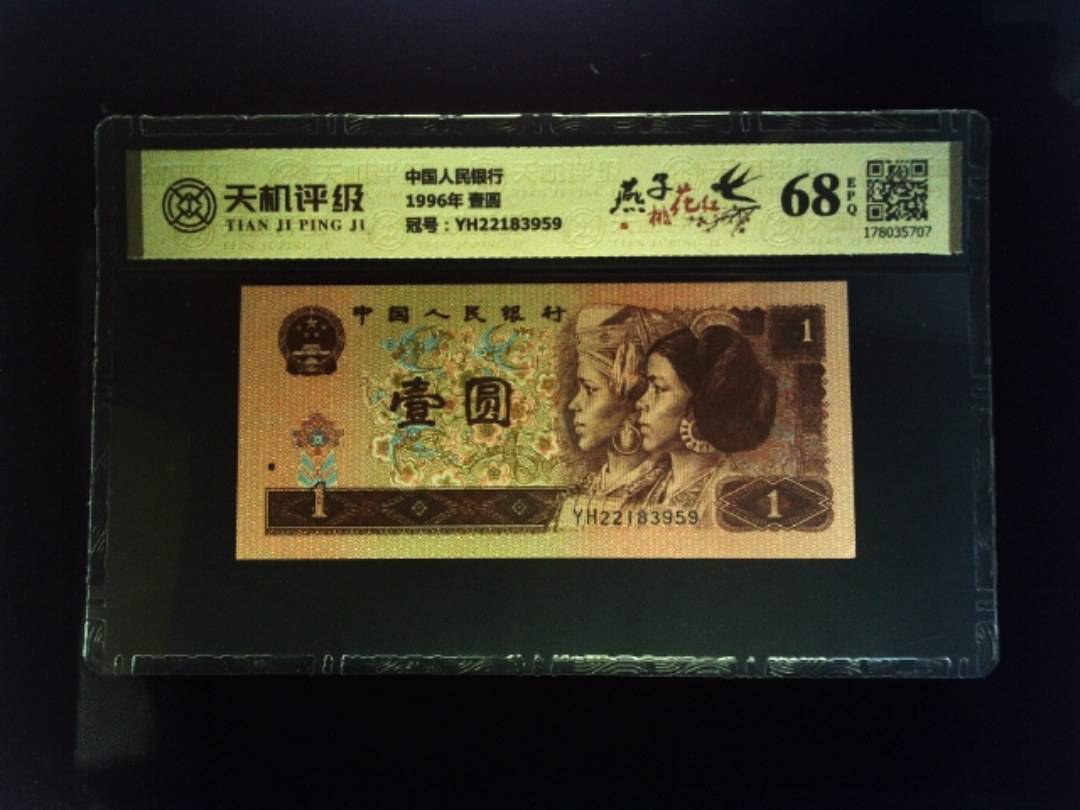 天机评级
TIAN JI PING JI
中国人民银行
1996年 壹圆
冠号：YH22183959
燕子
桃花红
68
EPQ
178035707
中国人民银行
1
壹圆
1
YH22183959
1